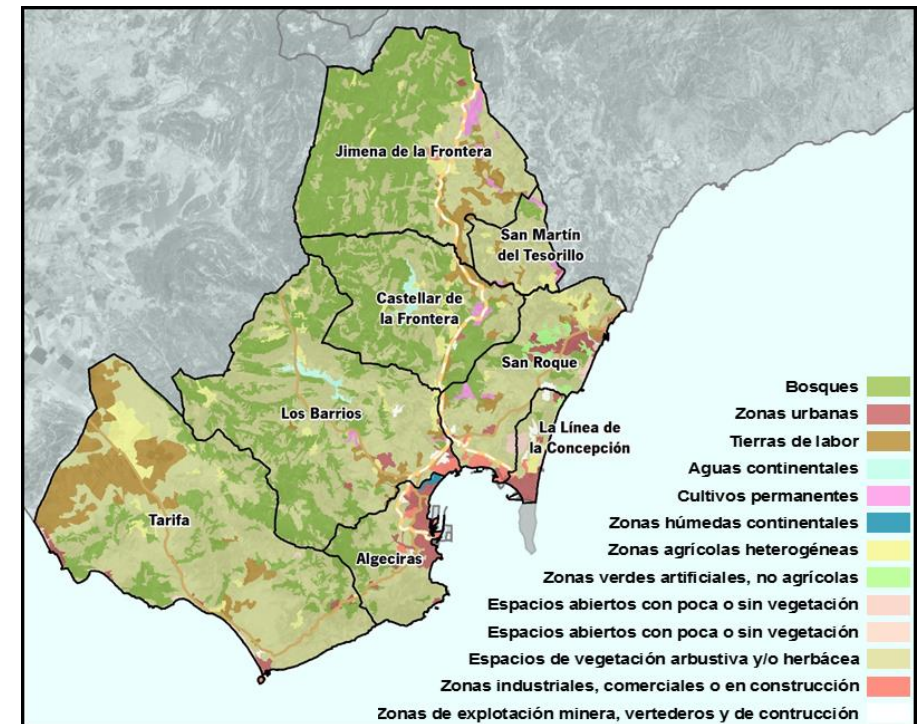 Jimena de la Frontera
San Martín
del Tesorillo
Castellar de
la Frontera
San Roque
Los Barrios
La Línea de
la Concepción
Tarifa
Algeciras
Bosques
Zonas urbanas
Tierras de labor
Aguas continentales
Cultivos permanentes
Zonas húmedas continentales
Zonas agrícolas heterogéneas
Zonas verdes artificiales, no agrícolas
Espacios abiertos con poca o sin vegetación
Espacios abiertos con poca o sin vegetación
Espacios de vegetación arbustiva y/o herbácea
Zonas industriales, comerciales o en construcción
Zonas de explotación minera, vertederos y de contrucción